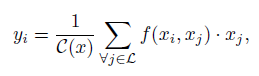 y_i = \frac{1}{\mathcal{C}(x)} \sum_{\forall j \in \mathcal{L}} f(x_i, x_j) \cdot x_j,